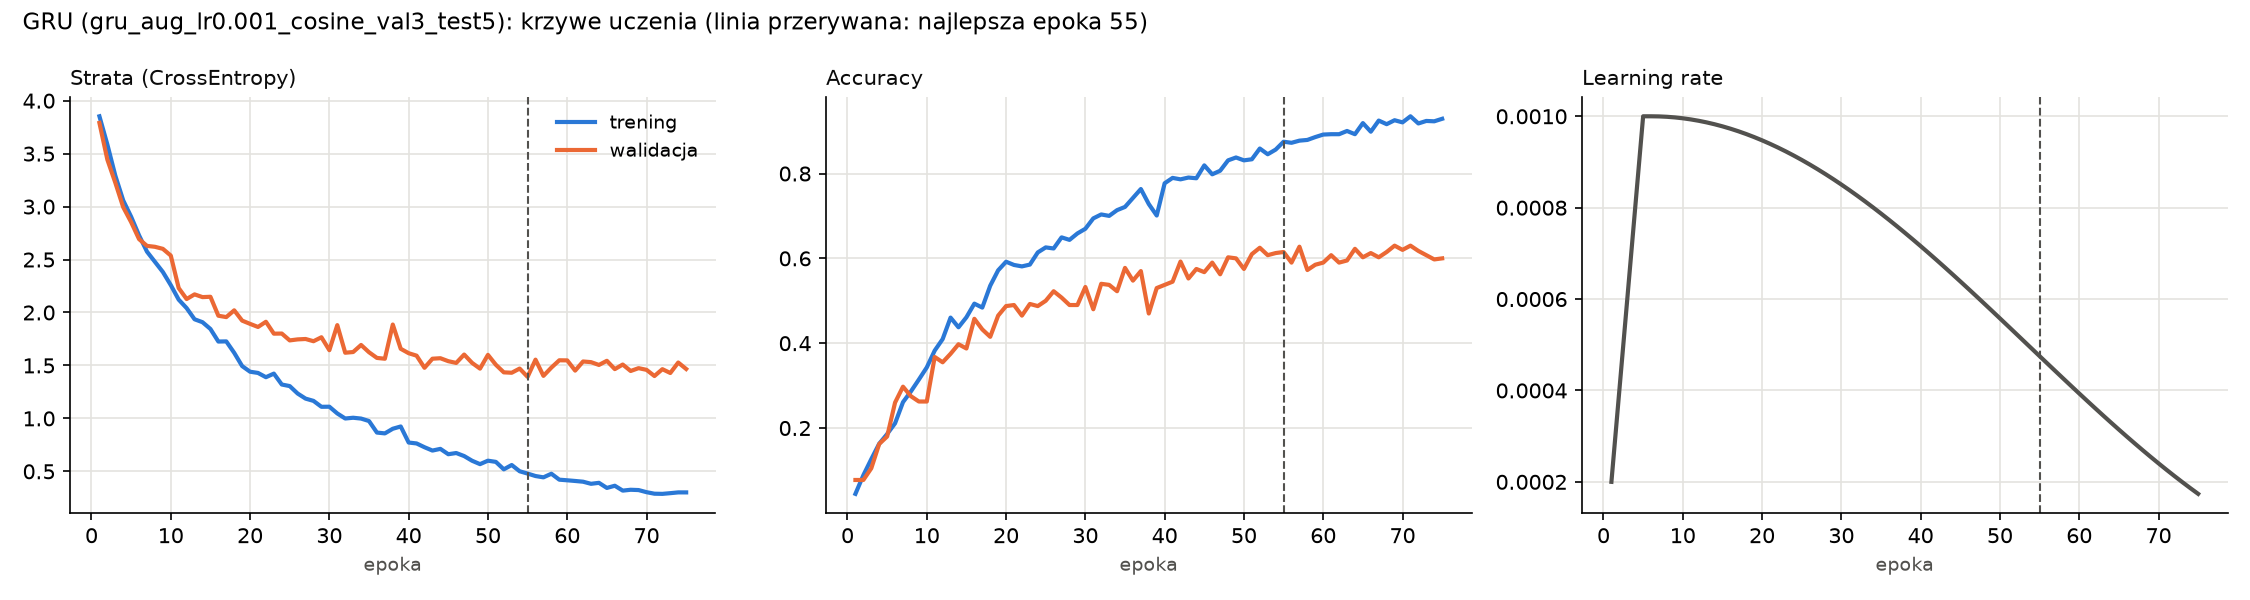 GRU (gru_aug_lr0.001_cosine_val3_test5): krzywe uczenia (linia przerywana: najlepsza epoka 55)
Strata (CrossEntropy)
4.0
3.5
3.0
2.5
2.0
1.5
1.0
0.5
trening
walidacja
0 10 20 30 40 50 60 70
epoka
Accuracy
0.8
0.6
0.4
0.2
0 10 20 30 40 50 60 70
epoka
Learning rate
0.0010
0.0008
0.0006
0.0004
0.0002
0 10 20 30 40 50 60 70
epoka